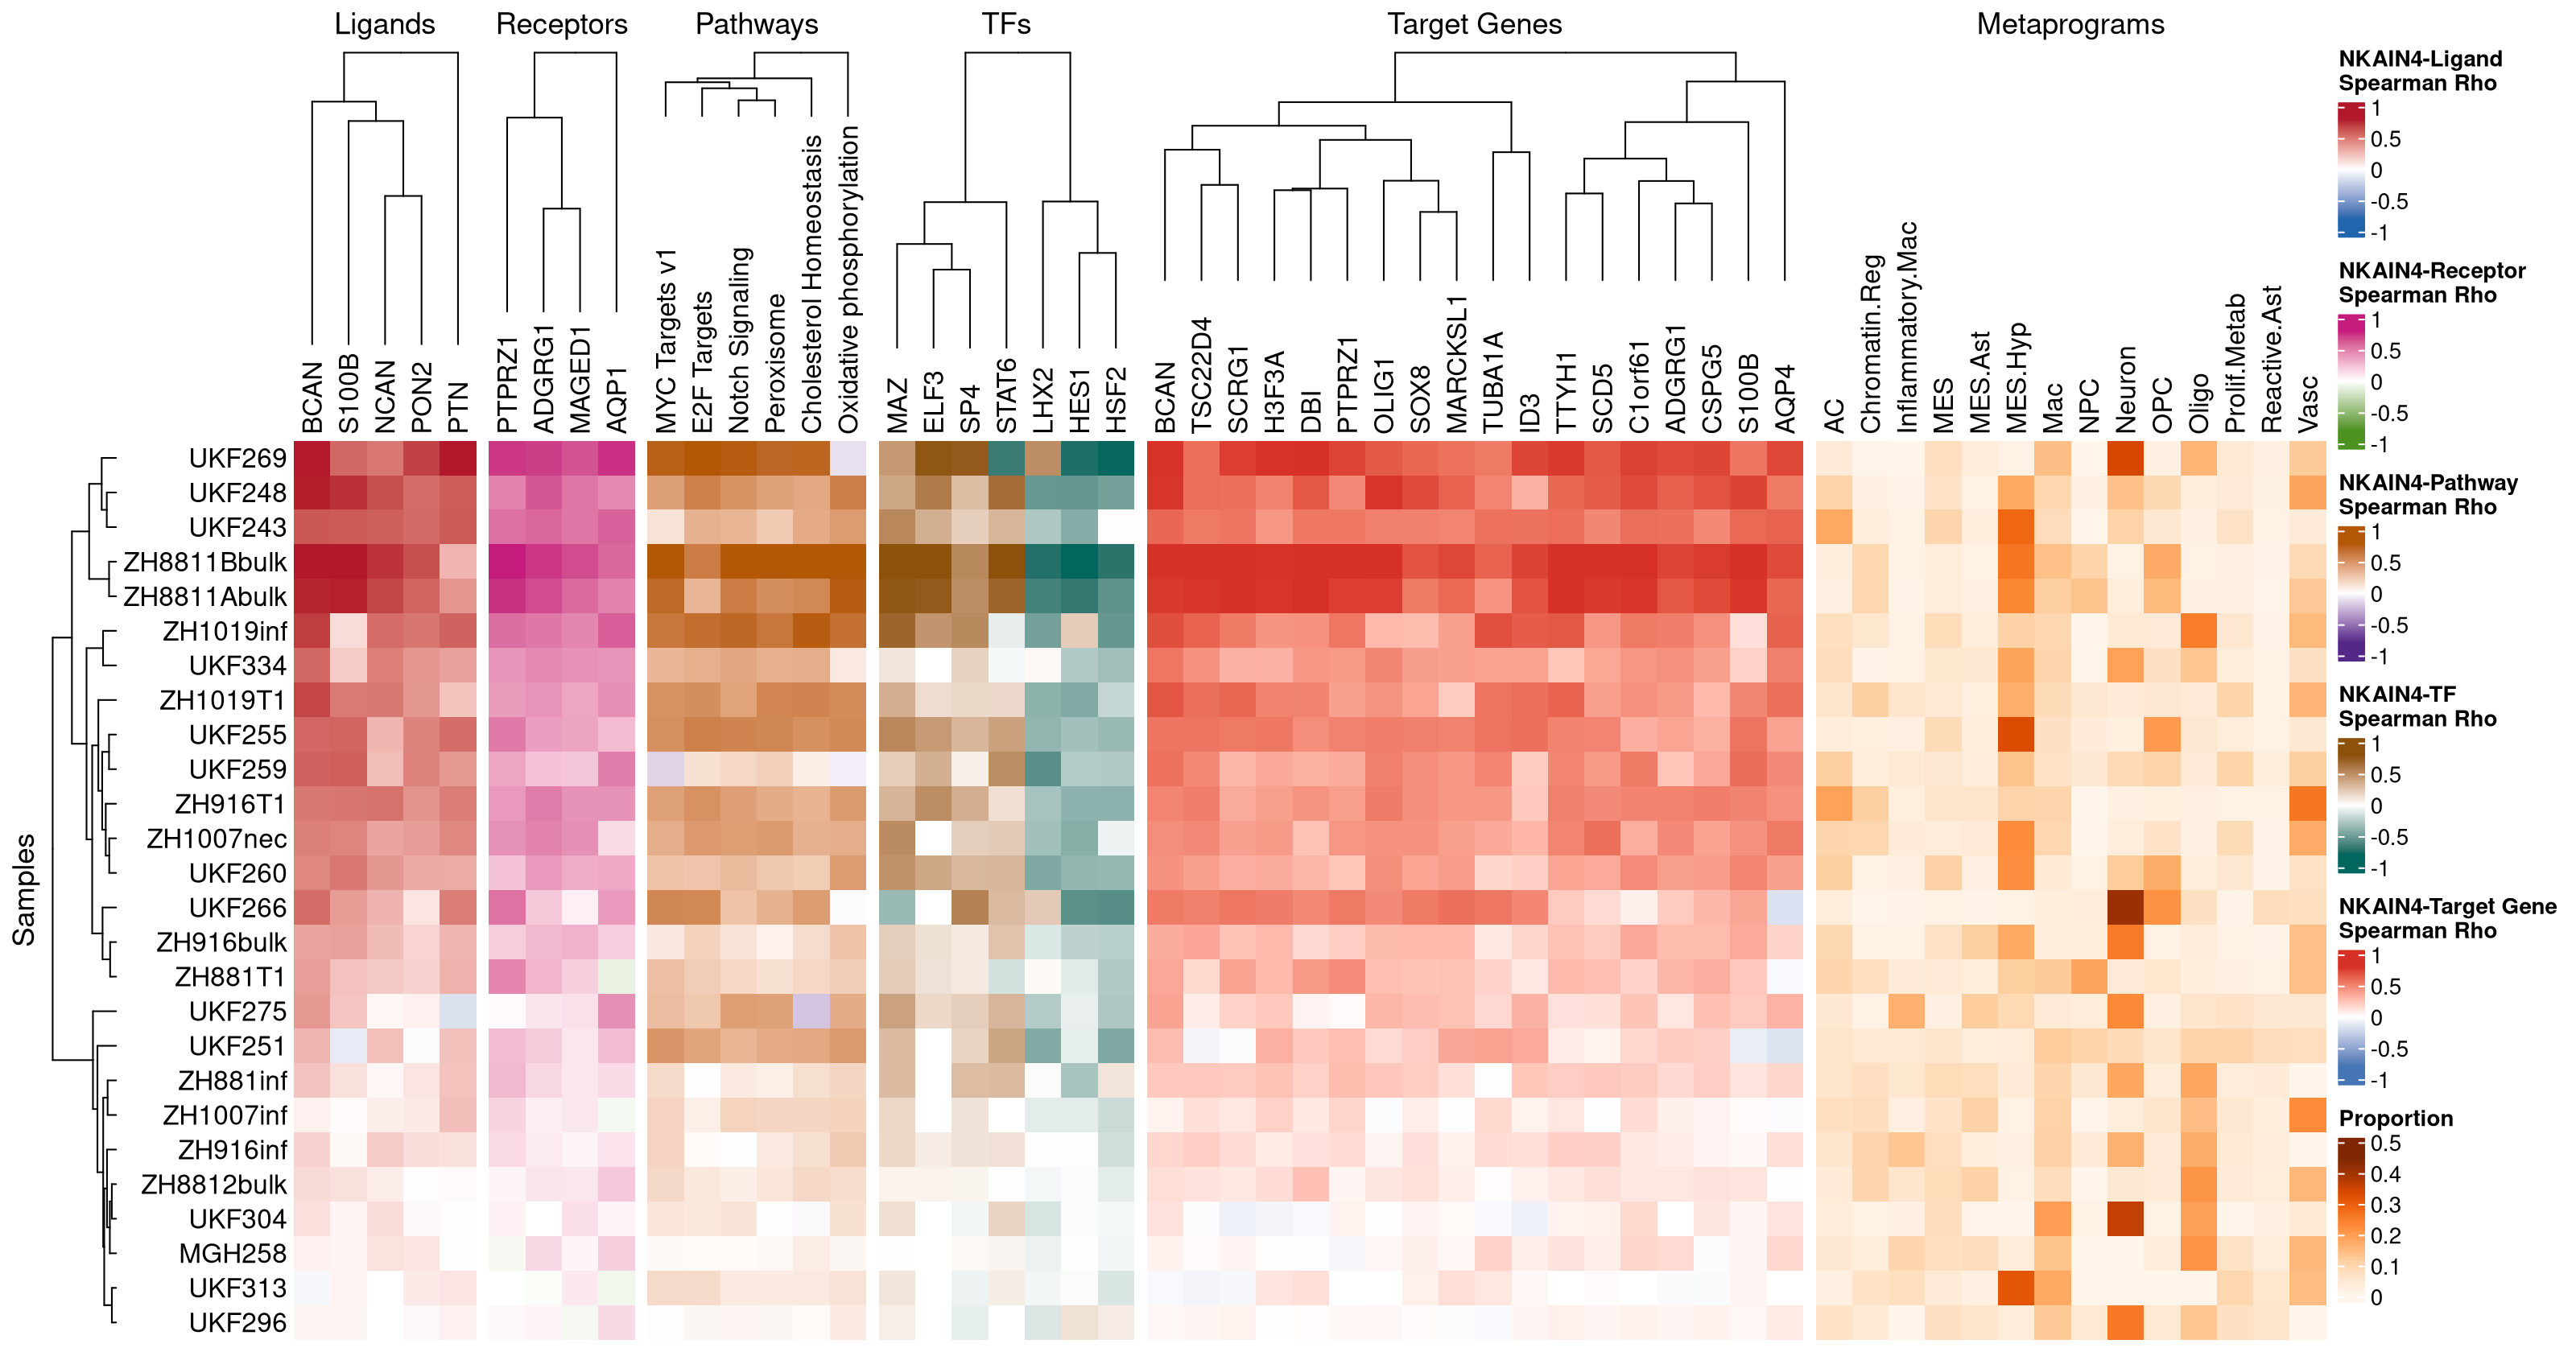 Ligands
Receptors
Pathways
TFs
Target Genes
Metaprograms
BCAN
S100B
NCAN
PON2
PTN
PTPRZ1
ADGRG1
MAGED1
AQP1
MYC Targets v1
E2F Targets
Notch Signaling
Peroxisome
Cholesterol Homeostasis
Oxidative phosphorylation
MAZ
ELF3
SP4
STAT6
LHX2
HES1
HSF2
BCAN
TSC22D4
SCRG1
H3F3A
DBI
PTPRZ1
OLIG1
SOX8
MARCKSL1
TUBA1A
ID3
TTYH1
SCD5
C1orf61
ADGRG1
CSPG5
S100B
AQP4
AC
Chromatin.Reg
Inflammatory.Mac
MES
MES.Ast
MES.Hyp
Mac
NPC
Neuron
OPC
Oligo
Prolif.Metab
Reactive.Ast
Vasc
Samples
UKF269
UKF248
UKF243
ZH8811Bbulk
ZH8811Abulk
ZH1019inf
UKF334
ZH1019T1
UKF255
UKF259
ZH916T1
ZH1007nec
UKF260
UKF266
ZH916bulk
ZH881T1
UKF275
UKF251
ZH881inf
ZH1007inf
ZH916inf
ZH8812bulk
UKF304
MGH258
UKF313
UKF296
NKAIN4-Ligand
Spearman Rho
1
0.5
0
-0.5
-1
NKAIN4-Receptor
Spearman Rho
1
0.5
0
-0.5
-1
NKAIN4-Pathway
Spearman Rho
1
0.5
0
-0.5
-1
NKAIN4-TF
Spearman Rho
1
0.5
0
-0.5
-1
NKAIN4-Target Gene
Spearman Rho
1
0.5
0
-0.5
-1
Proportion
0.5
0.4
0.3
0.2
0.1
0